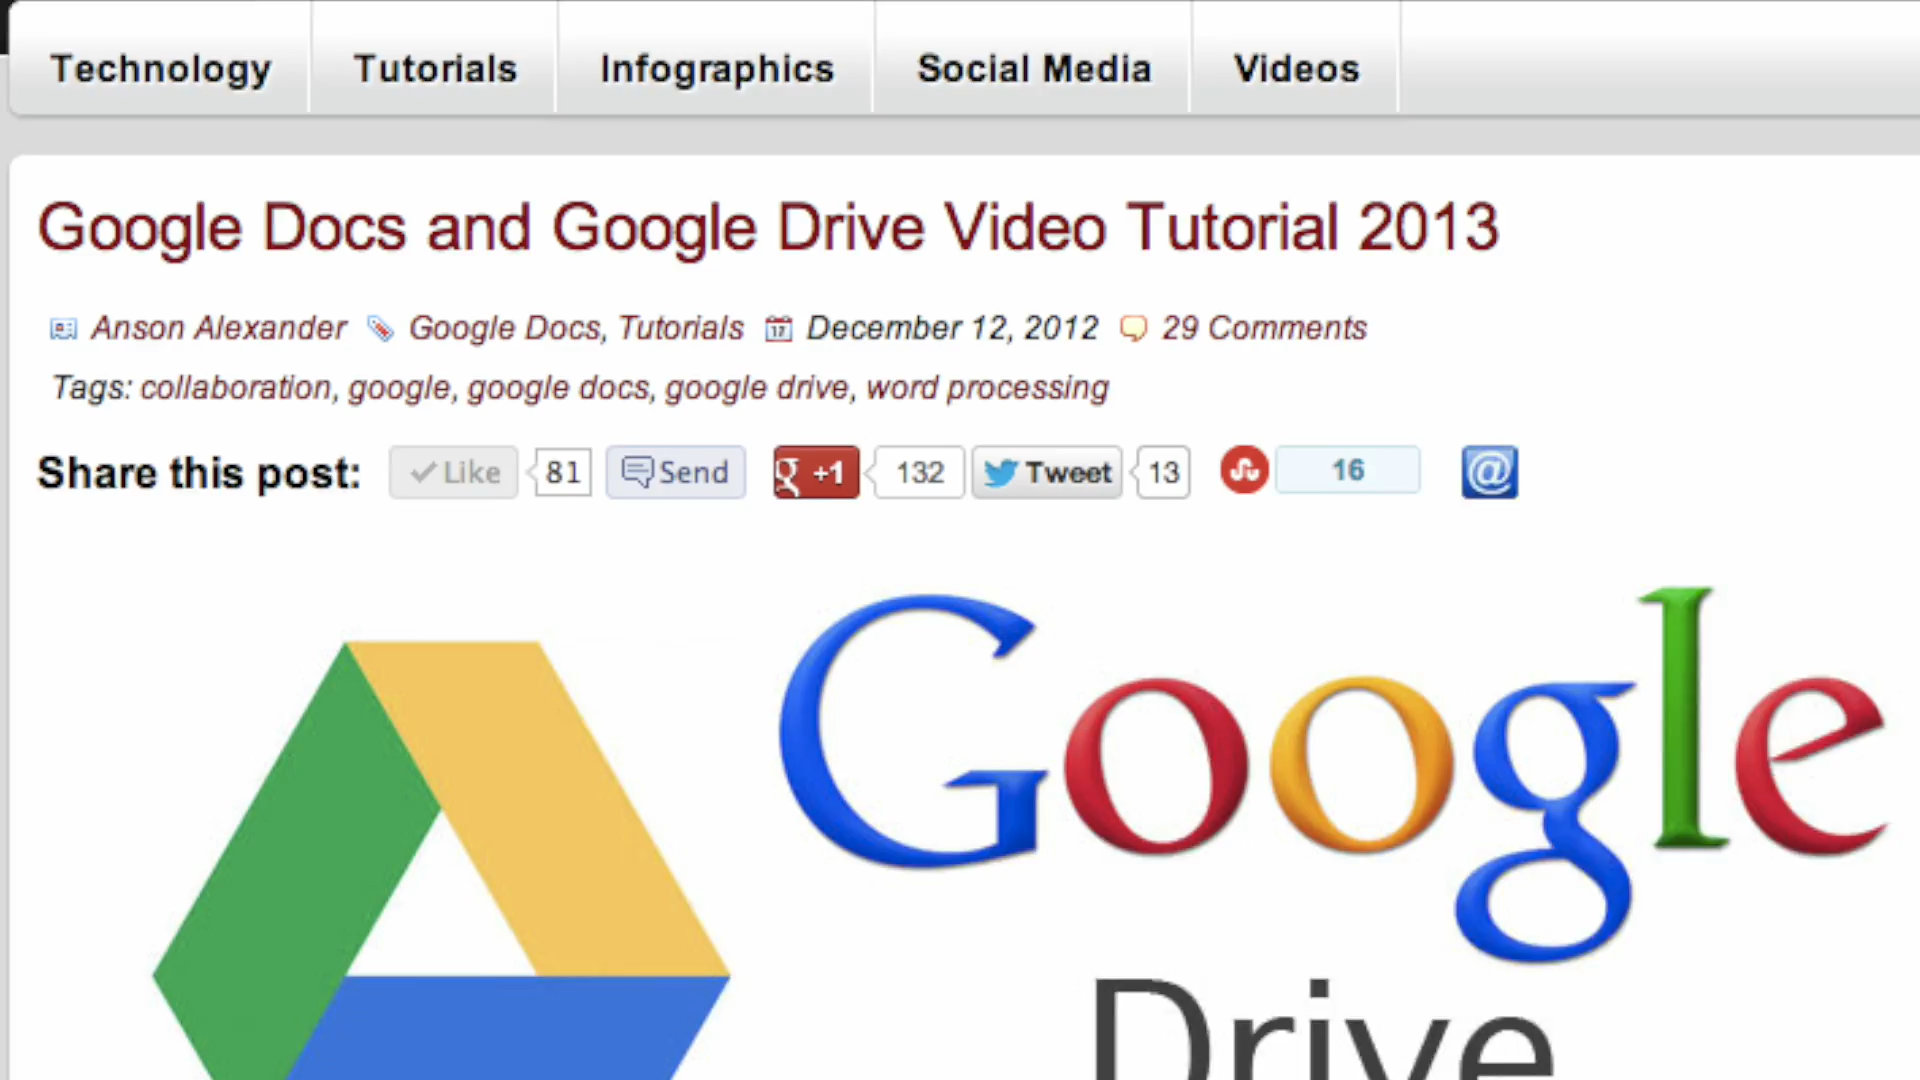 Technology Tutorials Infographics Social Media Videos
Google Docs and Google Drive Video Tutorial 2013
Anson Alexander Google Docs, Tutorials 17 December 12, 2012 29 Comments
Tags: collaboration, google, google docs, google drive, word processing
Share this post: Like 81 Send g +1 132 Tweet 13 16 @
Google
Drive